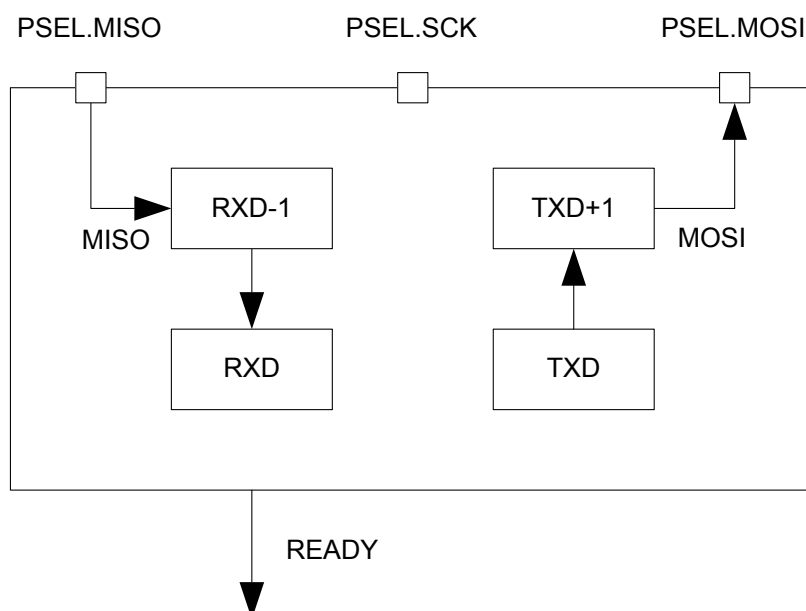 PSEL.MISO
PSEL.SCK
PSEL.MOSI
RXD-1
TXD+1
MISO
MOSI
RXD
TXD
READY